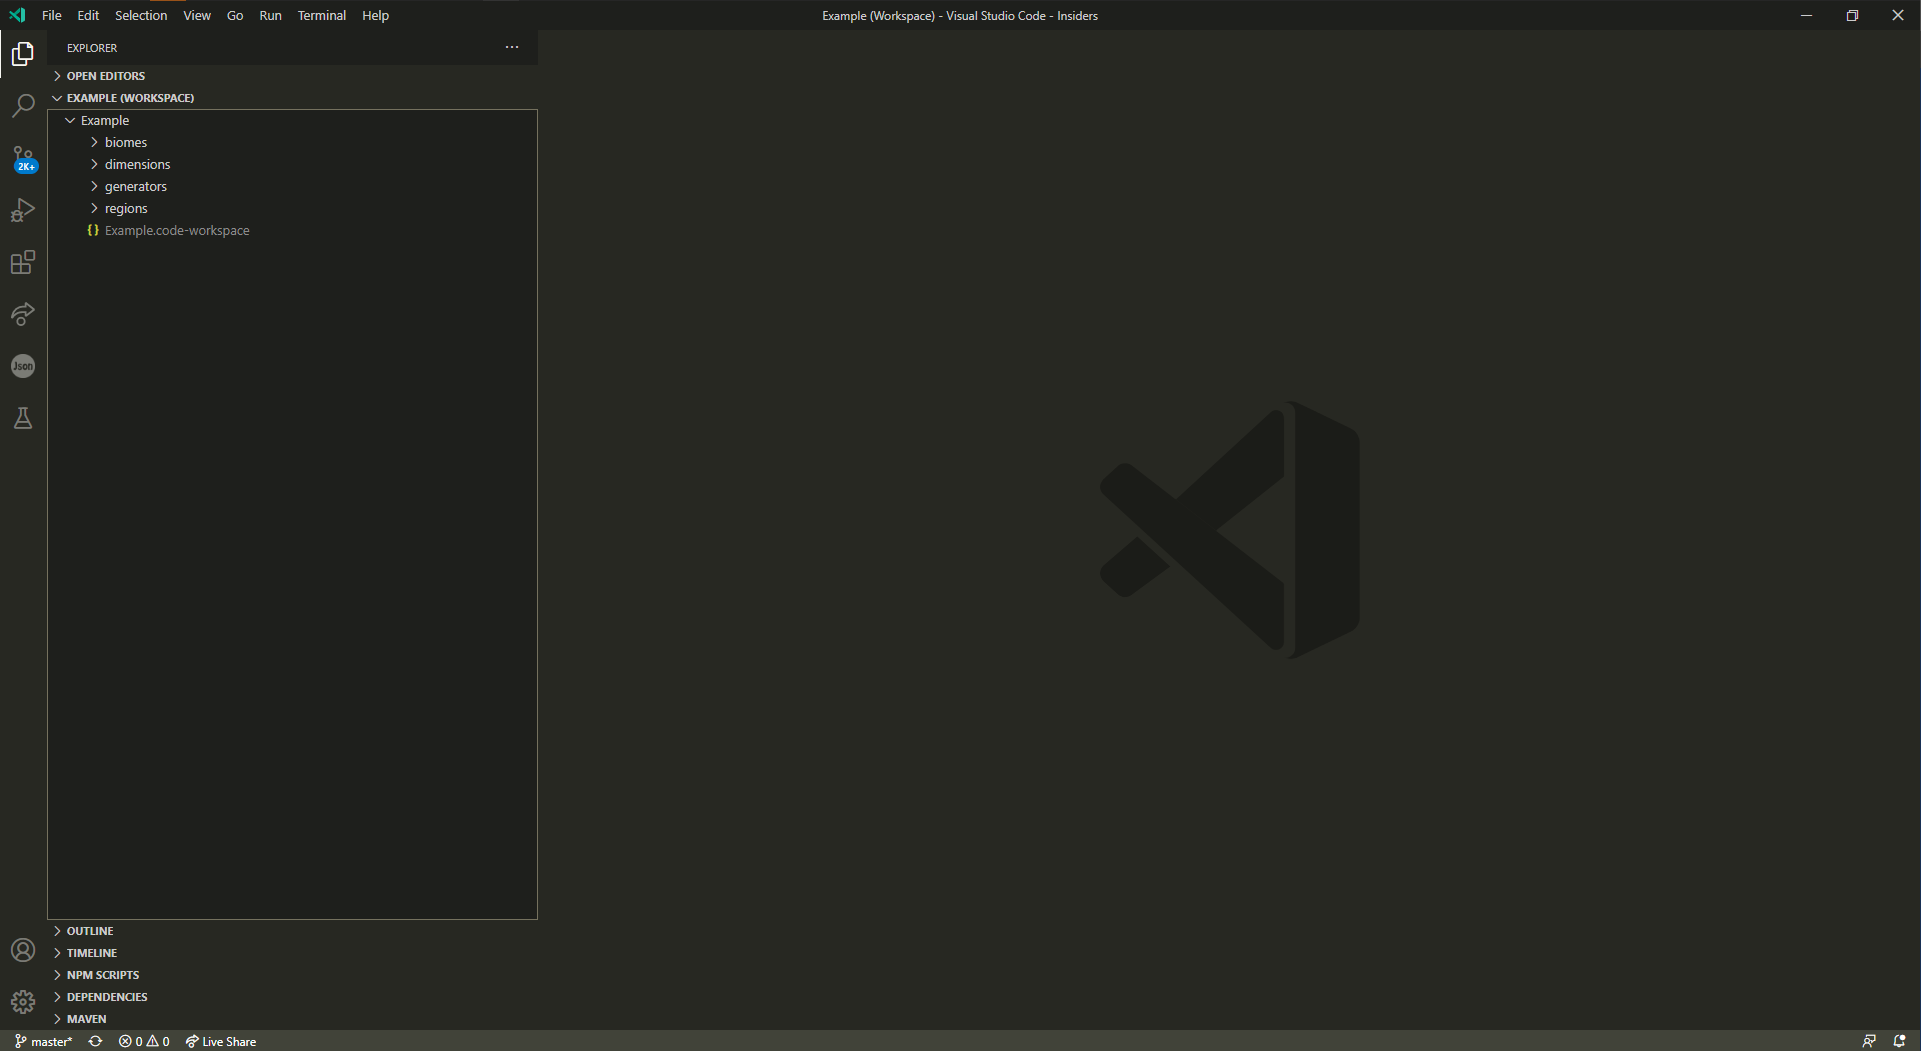 File Edit Selection View Go Run Terminal Help
Example (Workspace) - Visual Studio Code - Insiders
EXPLORER
OPEN EDITORS
EXAMPLE (WORKSPACE)
Example
biomes
dimensions
generators
regions
{} Example.code-workspace
2K+
Json
OUTLINE
TIMELINE
NPM SCRIPTS
DEPENDENCIES
MAVEN
master* 0 0 Live Share